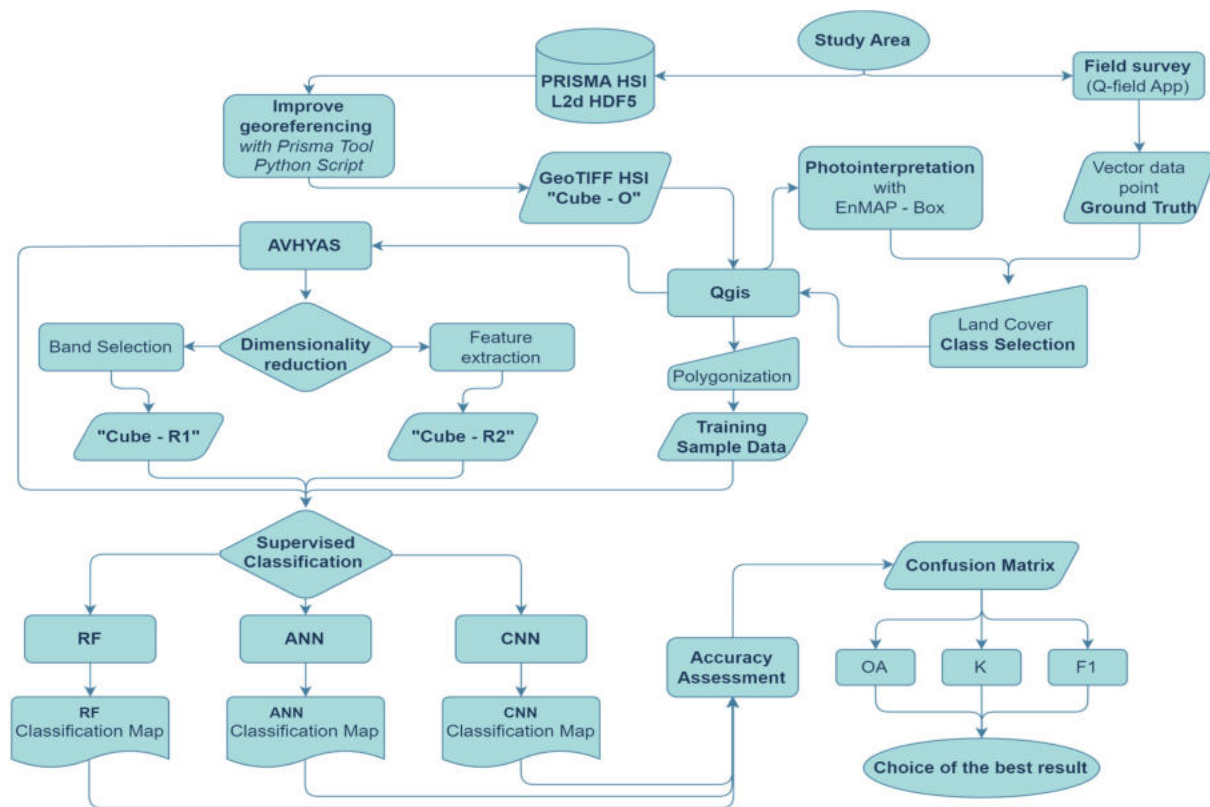 Study Area
PRISMA HSI
L2d HDF5
Field survey
(Q-field App)
Improve
georeferencing
with Prisma Tool
Python Script
GeoTIFF HSI
"Cube - O"
Photointerpretation
with
EnMAP - Box
Vector data
point
Ground Truth
AVHYAS
Qgis
Land Cover
Class Selection
Band Selection
Dimensionality
reduction
Feature
extraction
Polygonization
"Cube - R1"
"Cube - R2"
Training
Sample Data
Supervised
Classification
RF
ANN
CNN
RF
Classification Map
ANN
Classification Map
CNN
Classification Map
Accuracy
Assessment
Confusion Matrix
OA
K
F1
Choice of the best result